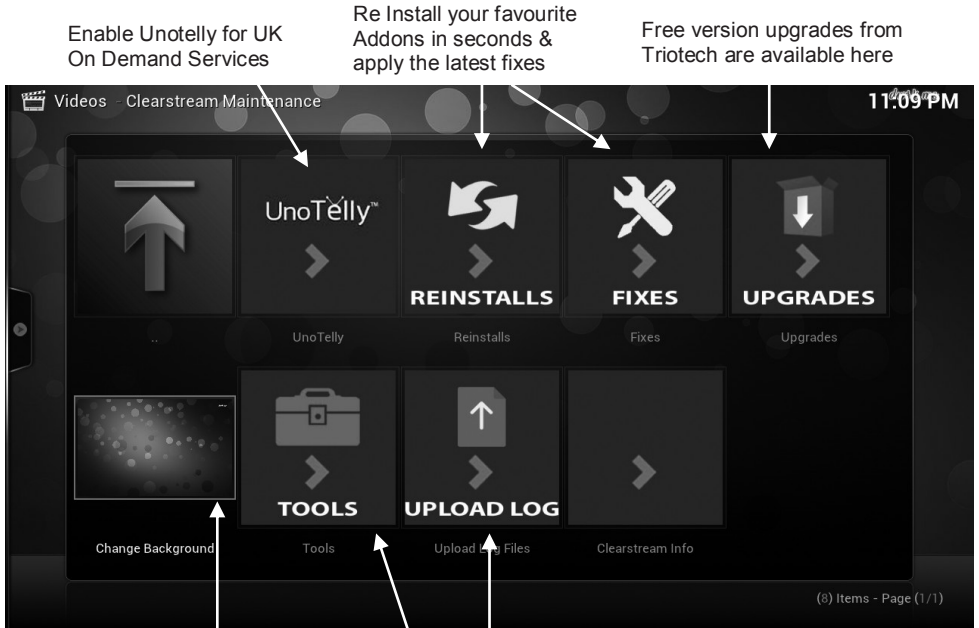 Enable Unotelly for UK
On Demand Services
Re Install your favourite
Addons in seconds &
apply the latest fixes
Free version upgrades from
Triotech are available here
Videos - Clearstream Maintenance
11:09 PM
UnoTelly™
REINSTALLS
FIXES
UPGRADES
..
UnoTelly
Reinstalls
Fixes
Upgrades
TOOLS
UPLOAD LOG
Change Background
Tools
Upload Log Files
Clearstream Info
(8) Items - Page (1/1)